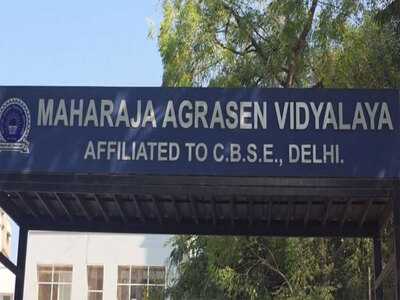 MAHARAJA AGRASEN VIDYALAYA
AFFILIATED TO C.B.S.E., DELHI.